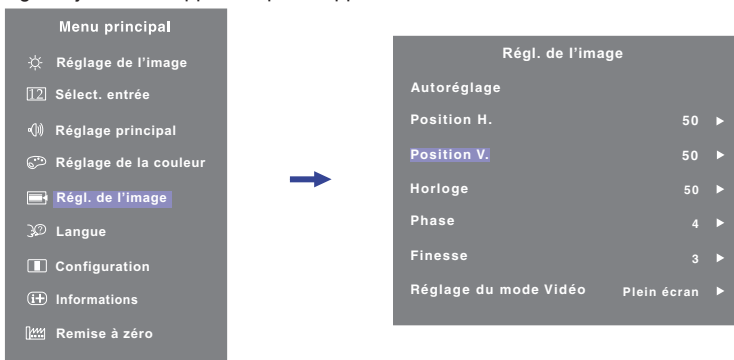 Menu principal
Réglage de l'image
12 Sélect. entrée
Réglage principal
Réglage de la couleur
Régl. de l'image
Langue
Configuration
Informations
Remise à zéro
Régl. de l'image
Autoréglage
Position H. 50
Position V. 50
Horloge 50
Phase 4
Finesse 3
Réglage du mode Vidéo Plein écran